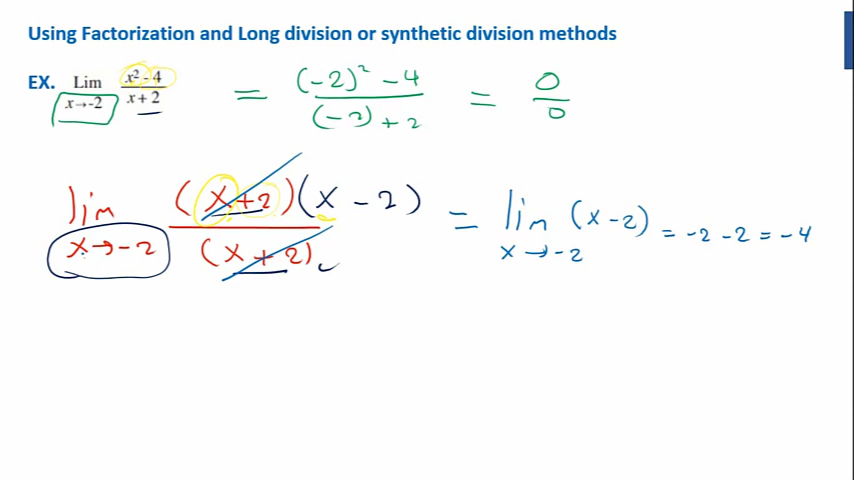 Using Factorization and Long division or synthetic division methods
EX. Lim x→-2 (x² - 4)/(x + 2) = ((-2)² - 4)/((-2) + 2) = 0/0
lim x→-2 ((x+2)(x-2))/(x+2) = lim x→-2 (x-2) = -2 -2 = -4